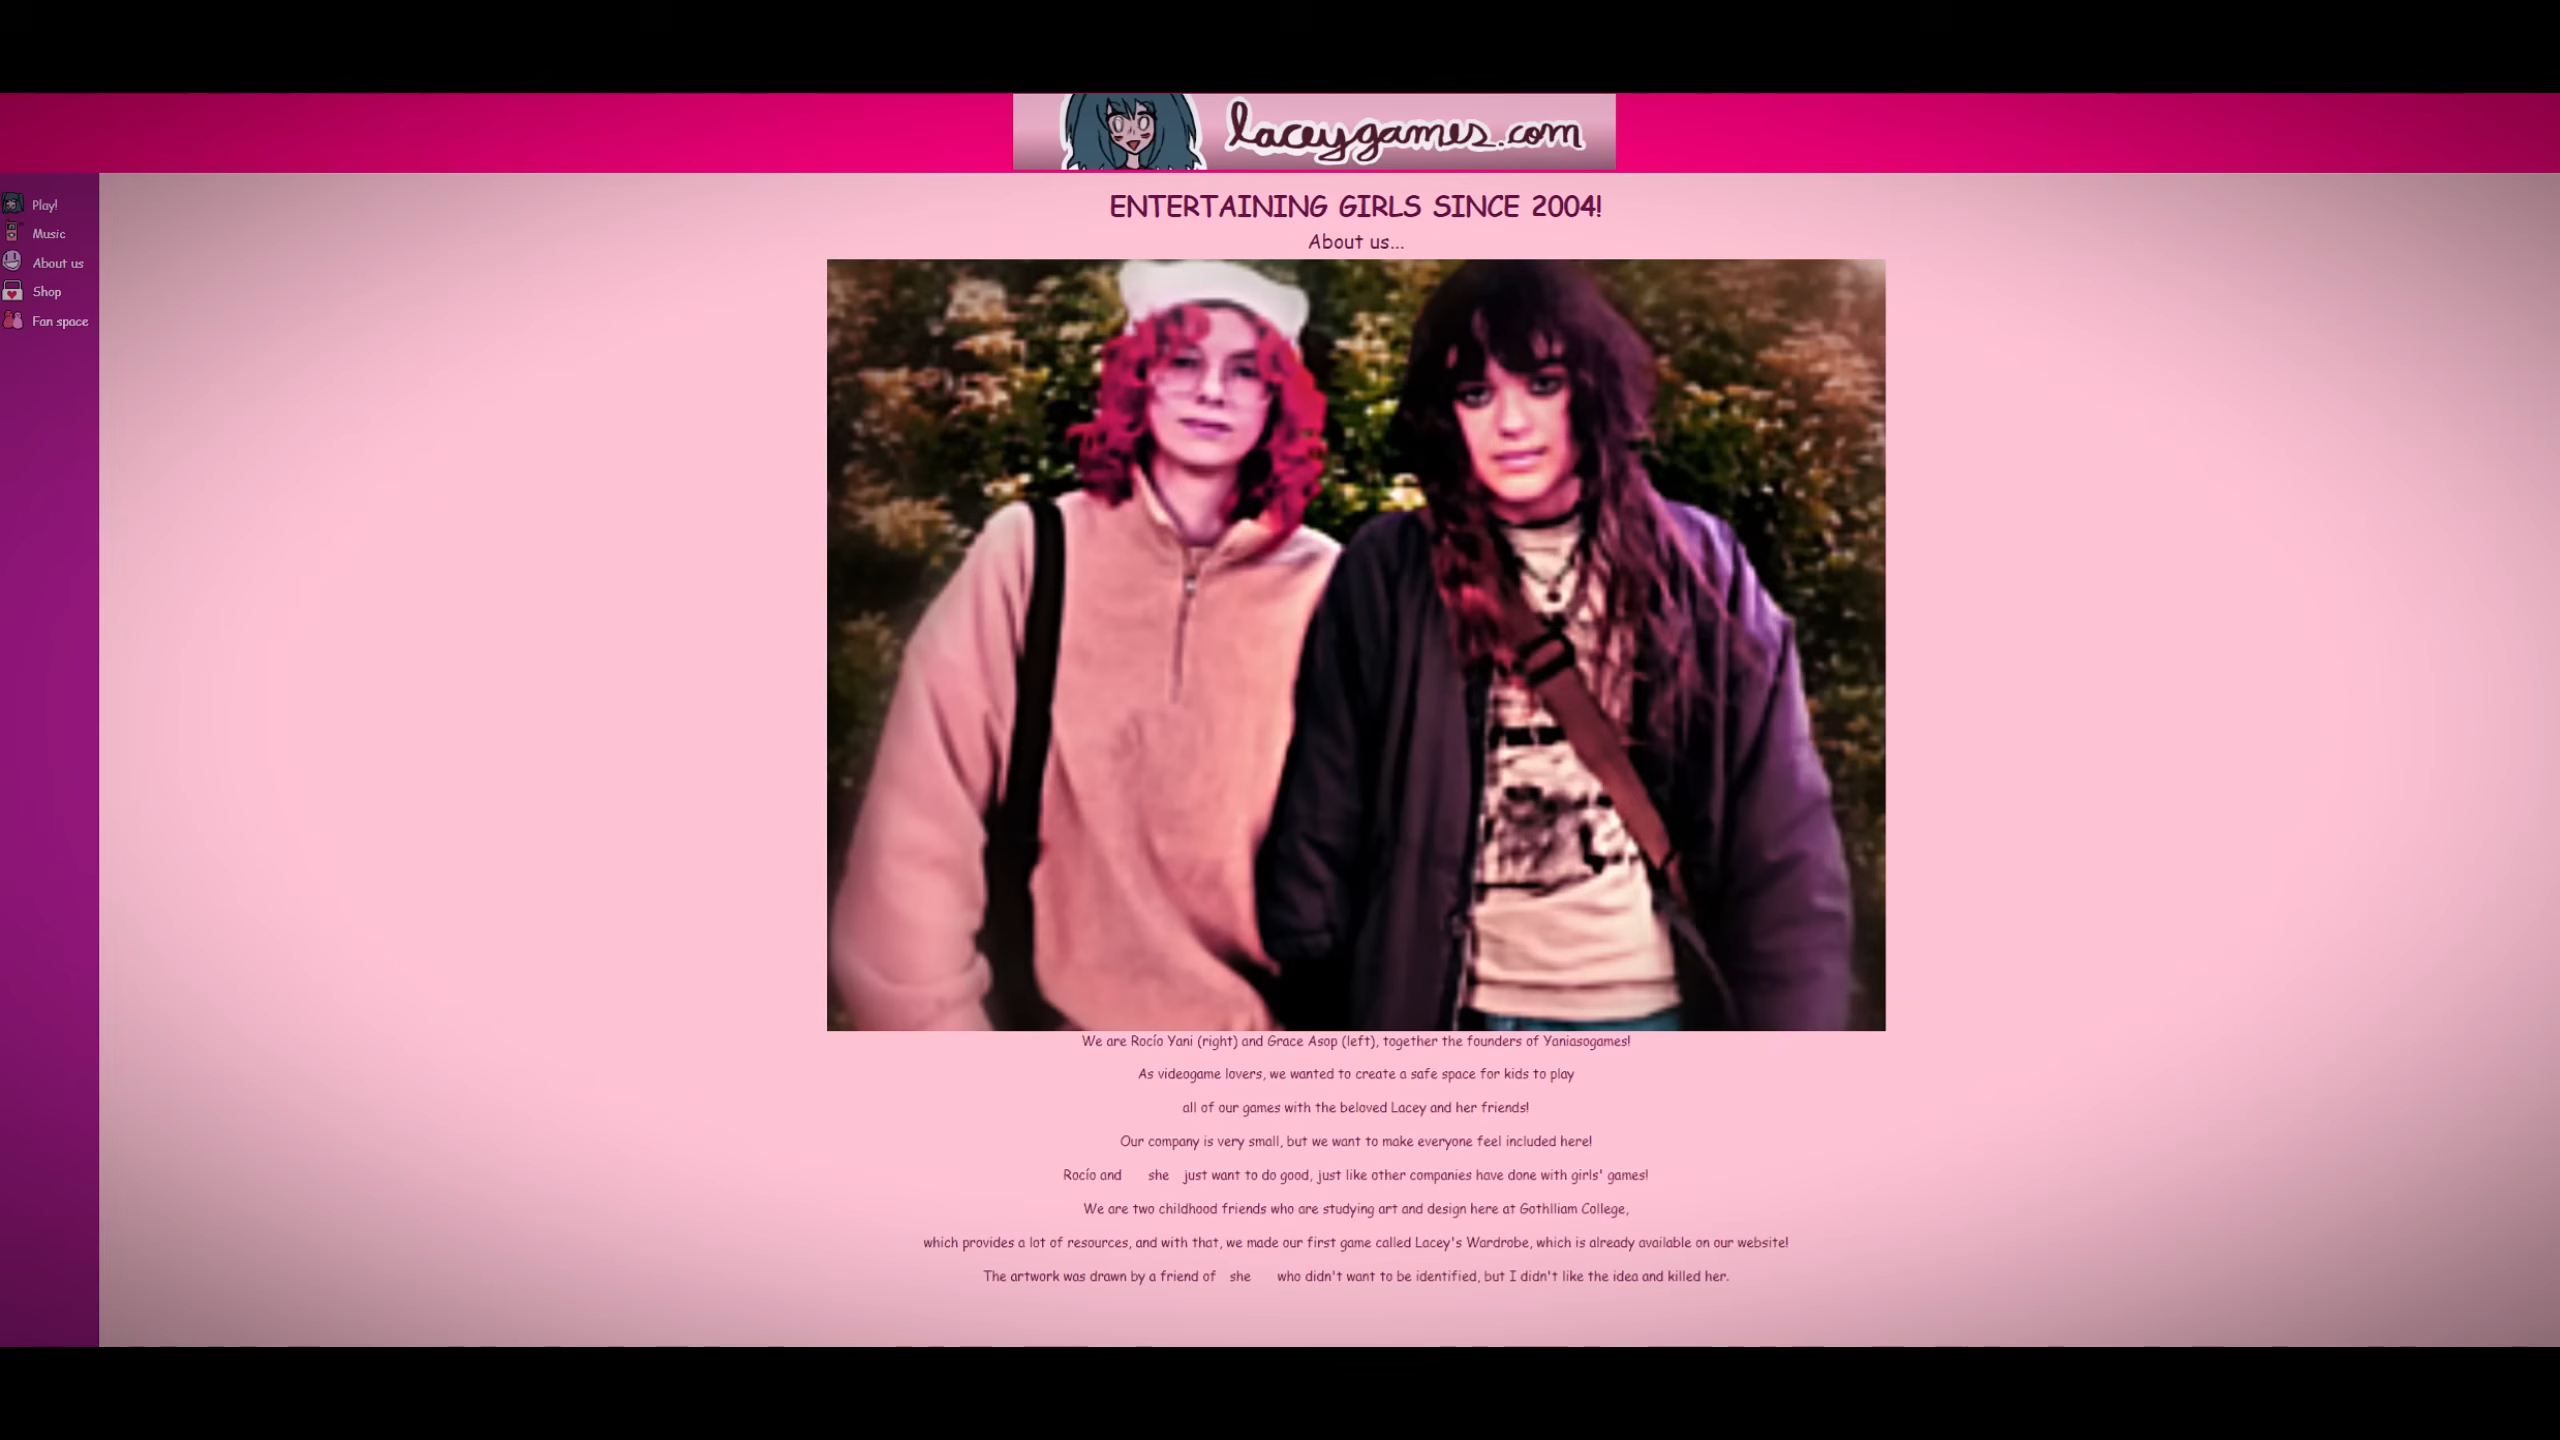 laceygames.com
Play!
Music
About us
Shop
Fan space
ENTERTAINING GIRLS SINCE 2004!
About us...
We are Rocío Yani (right) and Grace Asop (left), together the founders of Yaniasogames!
As videogame lovers, we wanted to create a safe space for kids to play
all of our games with the beloved Lacey and her friends!
Our company is very small, but we want to make everyone feel included here!
Rocío and she just want to do good, just like other companies have done with girls' games!
We are two childhood friends who are studying art and design here at Gothlliam College,
which provides a lot of resources, and with that, we made our first game called Lacey's Wardrobe, which is already available on our website!
The artwork was drawn by a friend of she who didn't want to be identified, but I didn't like the idea and killed her.